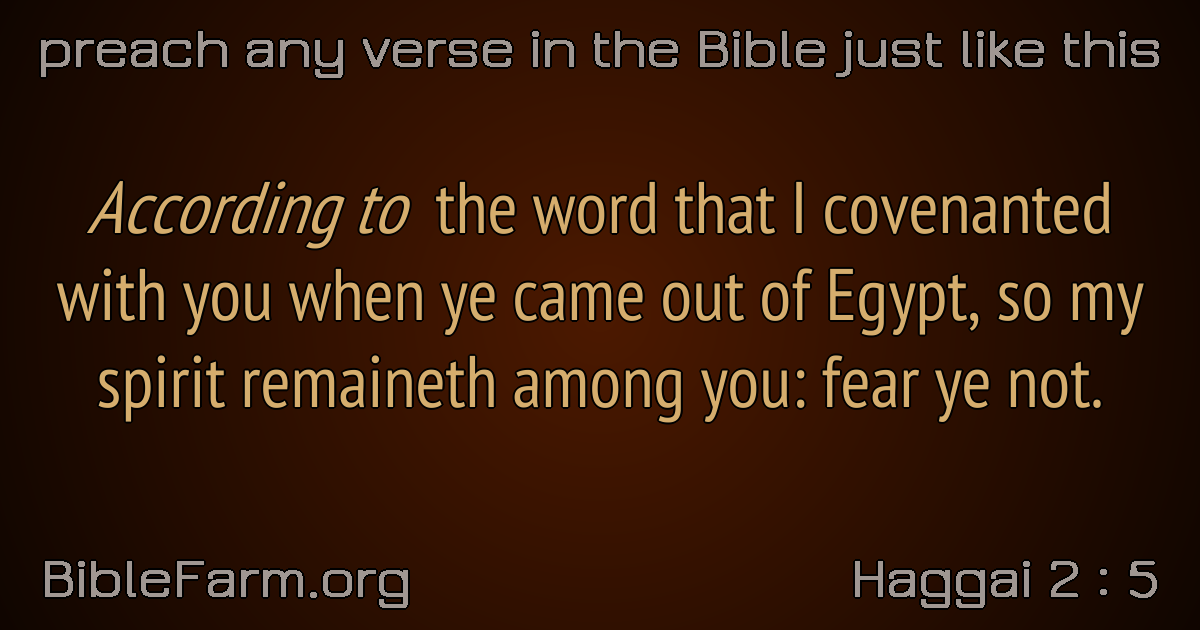 preach any verse in the Bible just like this
According to the word that I covenanted
with you when ye came out of Egypt, so my
spirit remaineth among you: fear ye not.
BibleFarm.org
Haggai 2 : 5